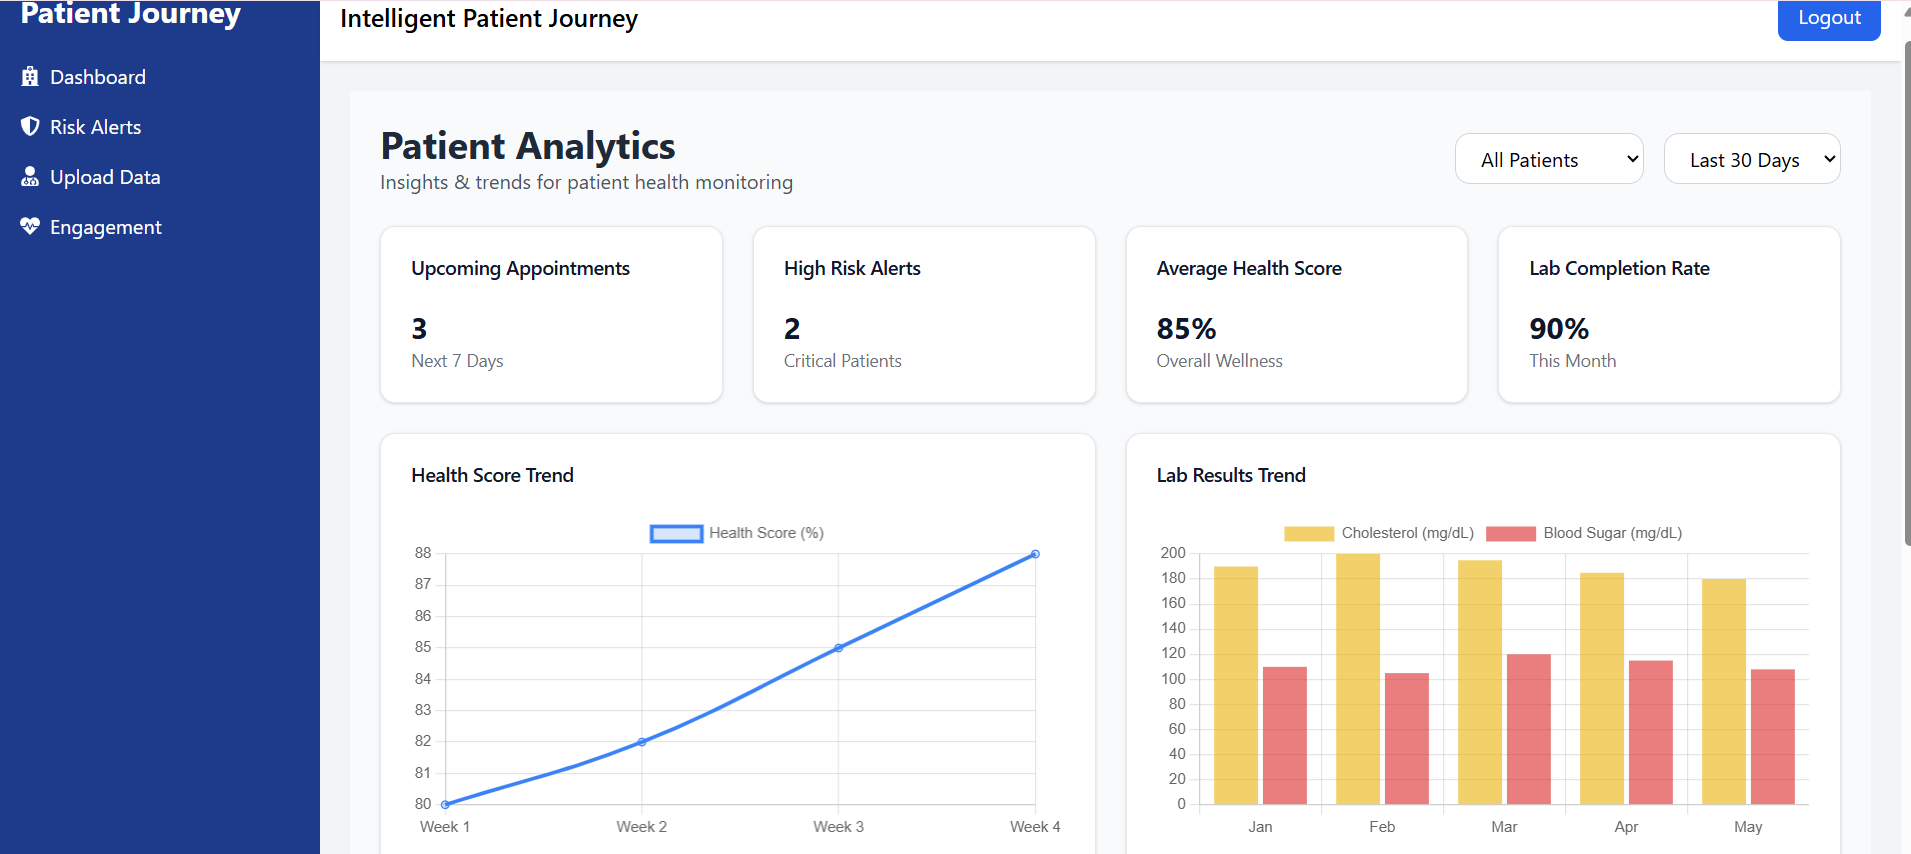 Patient Journey
Dashboard
Risk Alerts
Upload Data
Engagement
Intelligent Patient Journey
Logout
Patient Analytics
Insights & trends for patient health monitoring
All Patients
Last 30 Days
Upcoming Appointments
3
Next 7 Days
High Risk Alerts
2
Critical Patients
Average Health Score
85%
Overall Wellness
Lab Completion Rate
90%
This Month
Health Score Trend
Health Score (%)
88
87
86
85
84
83
82
81
80
Week 1 Week 2 Week 3 Week 4
Lab Results Trend
Cholesterol (mg/dL) Blood Sugar (mg/dL)
200
180
160
140
120
100
80
60
40
20
0
Jan Feb Mar Apr May